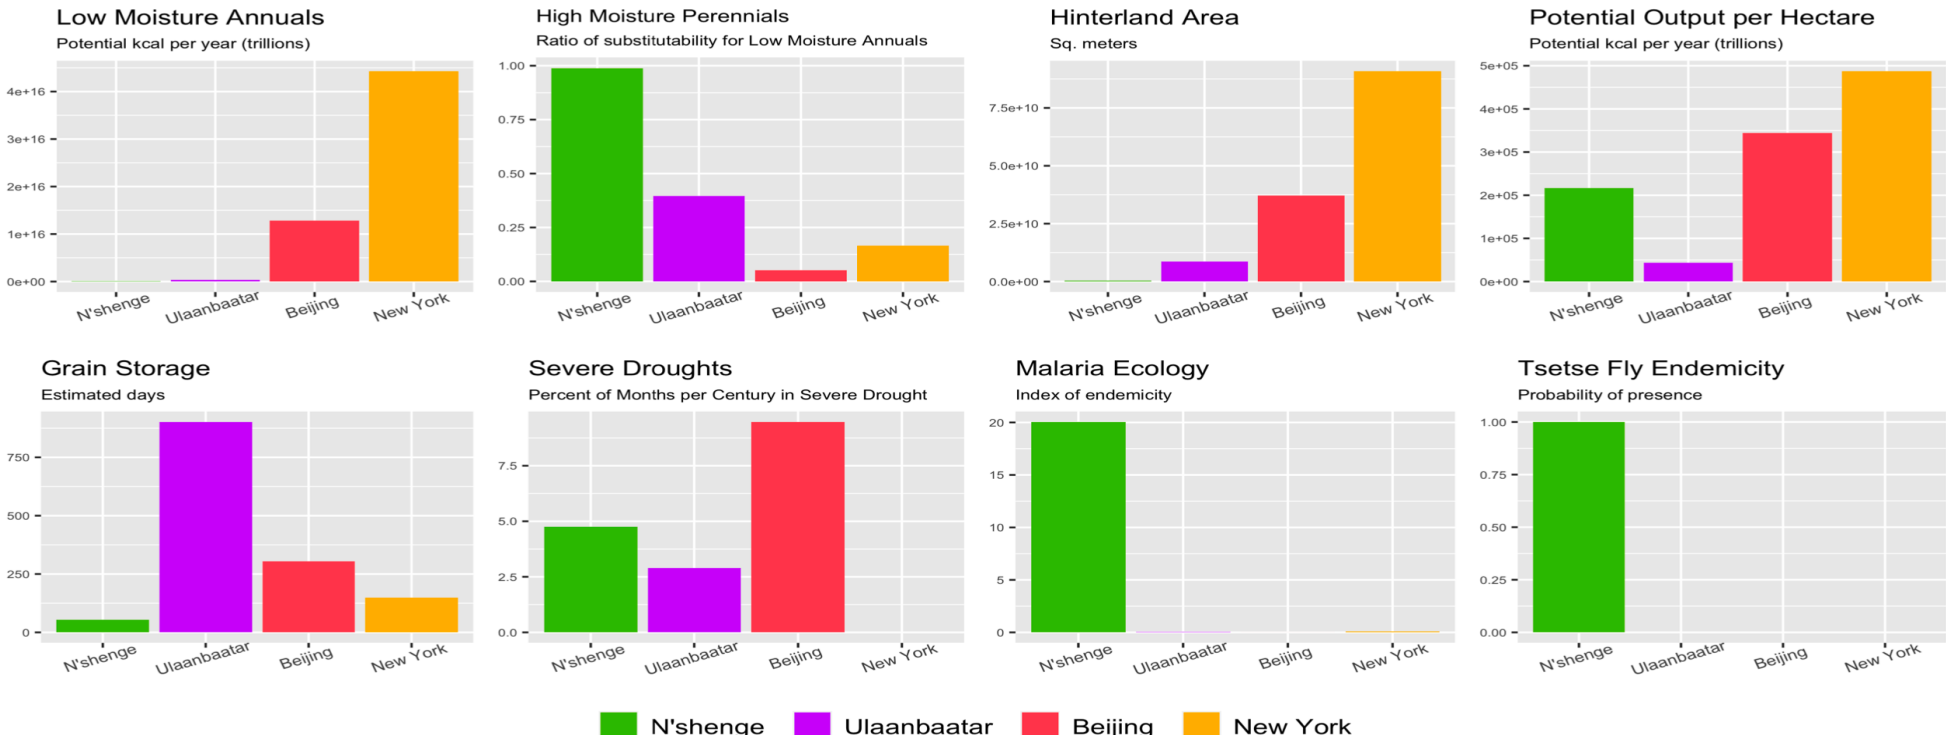 Low Moisture Annuals
Potential kcal per year (trillions)
4e+16
3e+16
2e+16
1e+16
0e+00
N'shenge
Ulaanbaatar
Beijing
New York
High Moisture Perennials
Ratio of substitutability for Low Moisture Annuals
1.00
0.75
0.50
0.25
0.00
N'shenge
Ulaanbaatar
Beijing
New York
Hinterland Area
Sq. meters
7.5e+10
5.0e+10
2.5e+10
0.0e+00
N'shenge
Ulaanbaatar
Beijing
New York
Potential Output per Hectare
Potential kcal per year (trillions)
5e+05
4e+05
3e+05
2e+05
1e+05
0e+00
N'shenge
Ulaanbaatar
Beijing
New York
Grain Storage
Estimated days
750
500
250
0
N'shenge
Ulaanbaatar
Beijing
New York
Severe Droughts
Percent of Months per Century in Severe Drought
7.5
5.0
2.5
0.0
N'shenge
Ulaanbaatar
Beijing
New York
Malaria Ecology
Index of endemicity
20
15
10
5
0
N'shenge
Ulaanbaatar
Beijing
New York
Tsetse Fly Endemicity
Probability of presence
1.00
0.75
0.50
0.25
0.00
N'shenge
Ulaanbaatar
Beijing
New York
N'shenge Ulaanbaatar Beijing New York